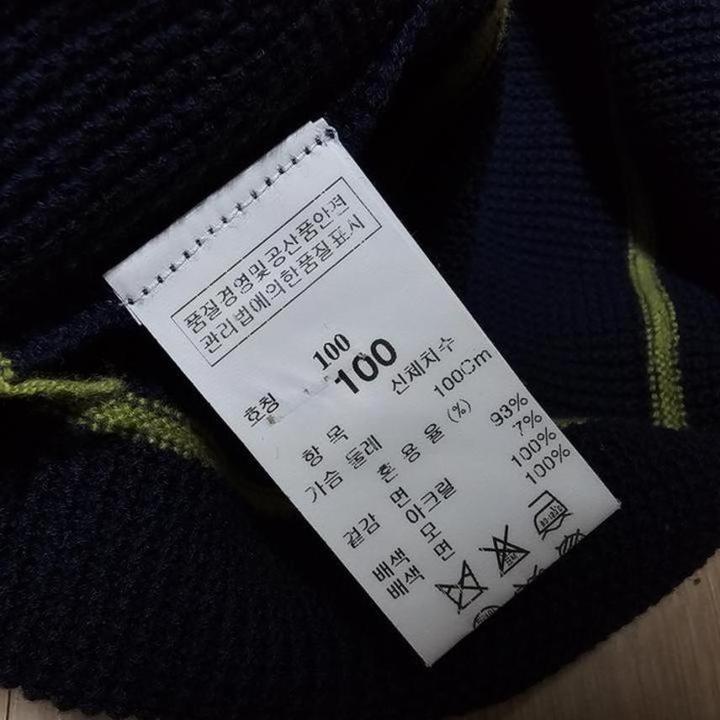 품질경영및공산품안전
관리법에의한품질표시
100
호칭 100
항 목 신체치수
가슴 둘레 100Cm
혼 용 율 (%)
겉감 면 93%
아크릴 7%
배색 모 100%
배색 면 100%